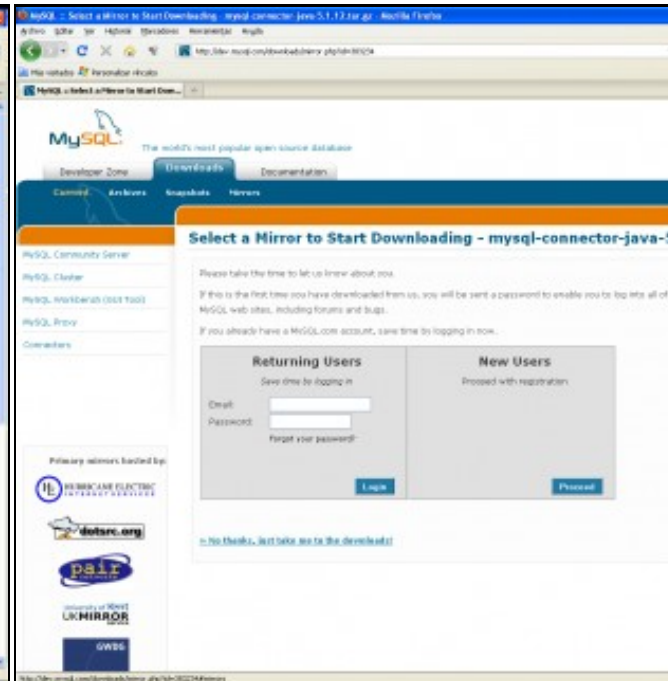 MySQL :: Select a Mirror to Start Downloading - mysql-connector-java-5.1.13.tar.gz - Mozilla Firefox
Archivo Editar Ver Historial Marcadores Herramientas Ayuda
Más visitados Personalizar vínculos
MySQL :: Select a Mirror to Start Down...
MySQL
The world's most popular open source database
Developer Zone Downloads Documentation
Current Archives Snapshots Mirrors
Select a Mirror to Start Downloading - mysql-connector-java-5
MySQL Community Server
MySQL Cluster
MySQL Workbench (GUI Tool)
MySQL Proxy
Connectors
Please take the time to let us know about you.
If this is the first time you have downloaded from us, you will be sent a password to enable you to log into all of
MySQL web sites, including forums and bugs.
If you already have a MySQL.com account, save time by logging in now.
Returning Users
Save time by logging in
Email:
Password:
Forgot your password?
Login
New Users
Proceed with registration
Proceed
» No thanks, just take me to the downloads!
Primary mirrors hosted by:
HE HURRICANE ELECTRIC
INTERNET SERVICES
dotsrc.org
pair
networks
University of Kent
UKMIRROR
service
GWDG